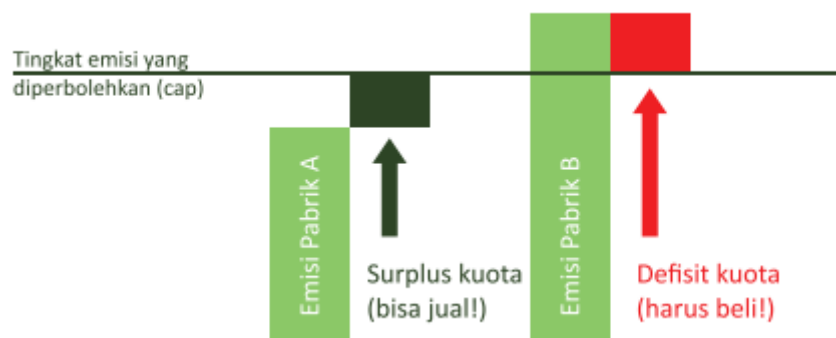 Tingkat emisi yang
diperbolehkan (cap)
Emisi Pabrik A
Surplus kuota
(bisa jual!)
Emisi Pabrik B
Defisit kuota
(harus beli!)